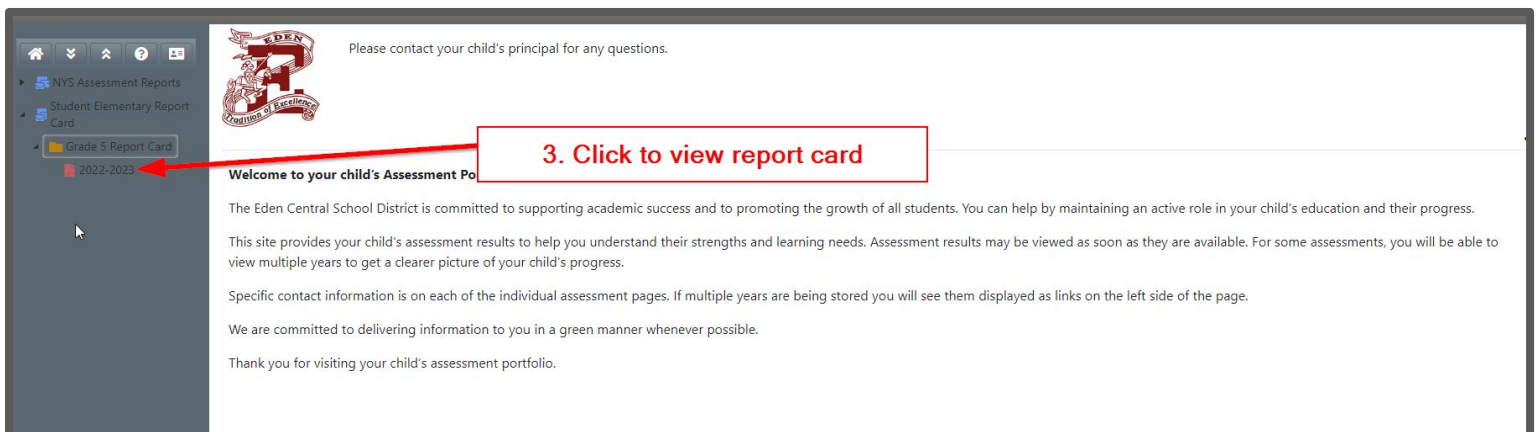 EDEN
Tradition of Excellence
Please contact your child's principal for any questions.
NYS Assessment Reports
Student Elementary Report
Card
Grade 5 Report Card
2022-2023
3. Click to view report card
Welcome to your child's Assessment Po
The Eden Central School District is committed to supporting academic success and to promoting the growth of all students. You can help by maintaining an active role in your child's education and their progress.
This site provides your child's assessment results to help you understand their strengths and learning needs. Assessment results may be viewed as soon as they are available. For some assessments, you will be able to
view multiple years to get a clearer picture of your child's progress.
Specific contact information is on each of the individual assessment pages. If multiple years are being stored you will see them displayed as links on the left side of the page.
We are committed to delivering information to you in a green manner whenever possible.
Thank you for visiting your child's assessment portfolio.